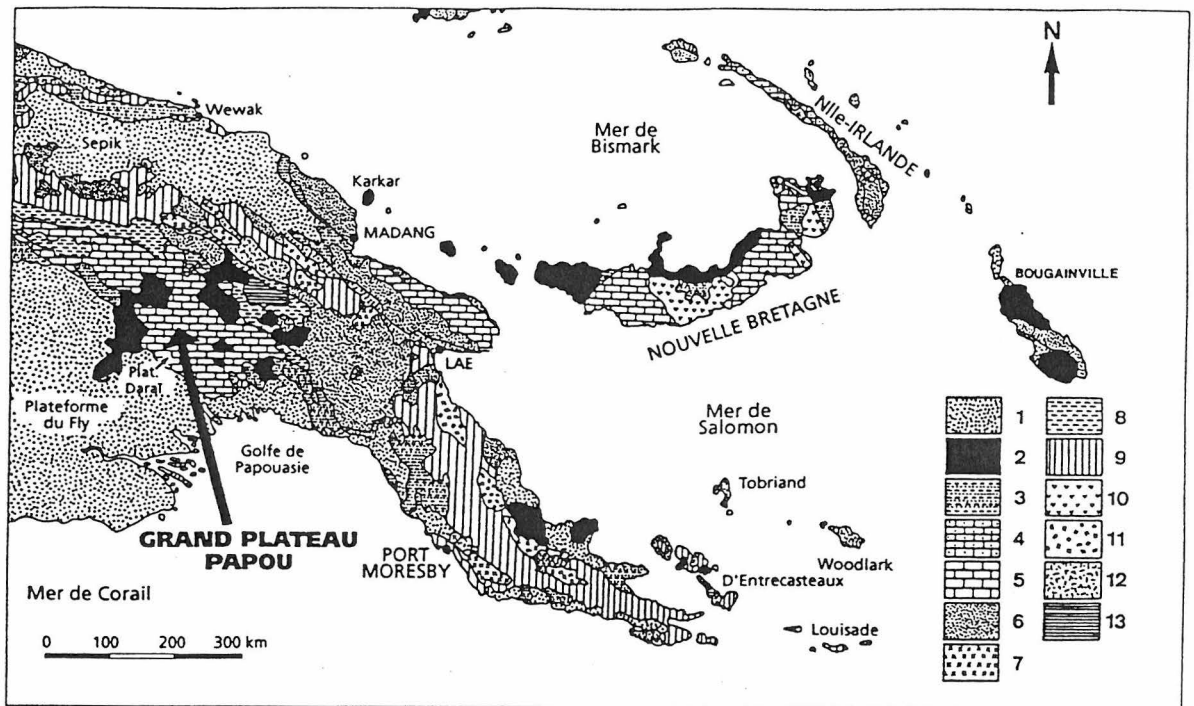 N
Wewak
Sepik
Mer de
Bismark
Nlle-IRLANDE
Karkar
MADANG
BOUGAINVILLE
NOUVELLE BRETAGNE
LAE
Plat.
Daraï
Plateforme
du Fly
Mer de
Salomon
Golfe de
Papouasie
Tobriand
GRAND PLATEAU
PAPOU
PORT
MORESBY
Woodlark
D'Entrecasteaux
Mer de Corail
Louisade
0 100 200 300 km
1 8
2 9
3 10
4 11
5 12
6 13
7